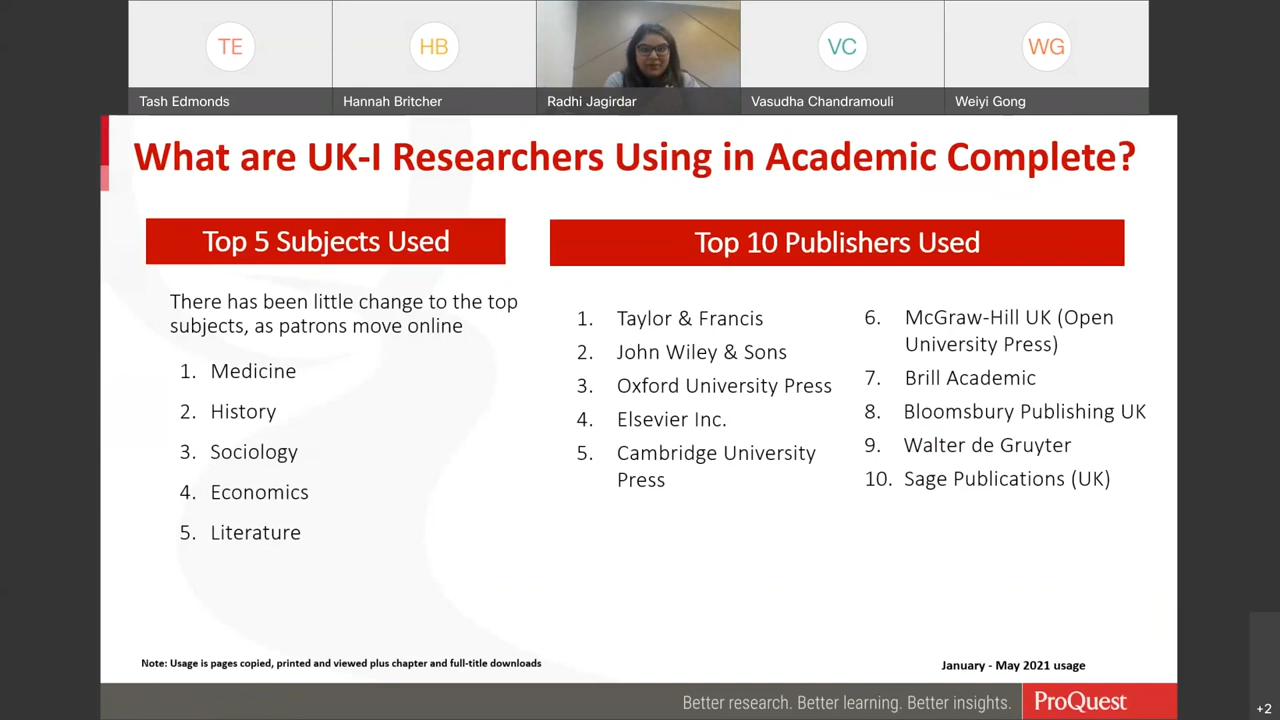 TE
HB
VC
WG
Tash Edmonds
Hannah Britcher
Radhi Jagirdar
Vasudha Chandramouli
Weiyi Gong
What are UK-I Researchers Using in Academic Complete?
Top 5 Subjects Used
There has been little change to the top
subjects, as patrons move online
1. Medicine
2. History
3. Sociology
4. Economics
5. Literature
Top 10 Publishers Used
1. Taylor & Francis
2. John Wiley & Sons
3. Oxford University Press
4. Elsevier Inc.
5. Cambridge University
Press
6. McGraw-Hill UK (Open
University Press)
7. Brill Academic
8. Bloomsbury Publishing UK
9. Walter de Gruyter
10. Sage Publications (UK)
Note: Usage is pages copied, printed and viewed plus chapter and full-title downloads
January - May 2021 usage
Better research. Better learning. Better insights.
ProQuest
+2